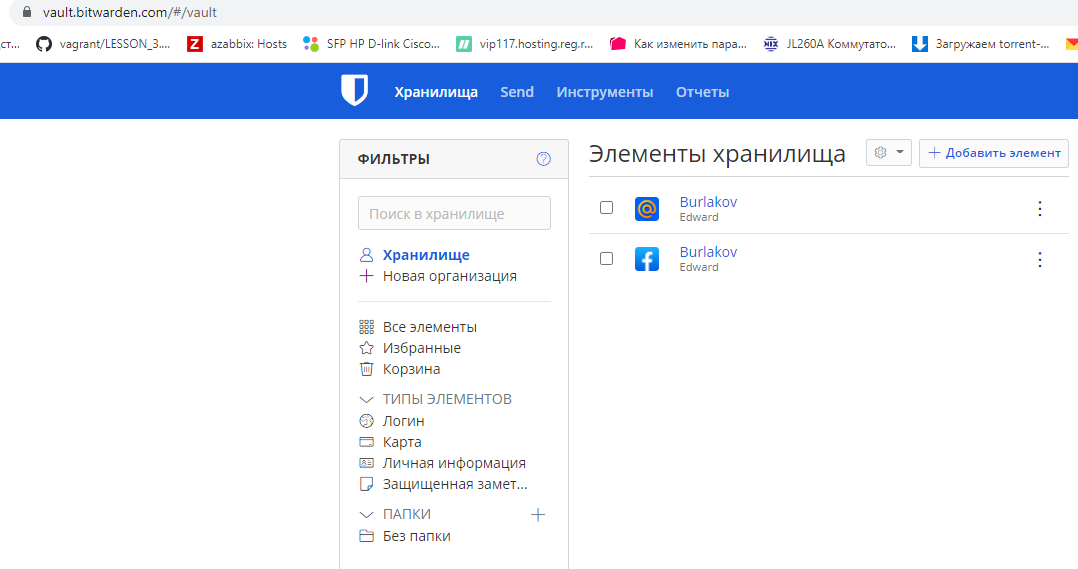 vault.bitwarden.com/#/vault
ст... vagrant/LESSON_3.... Z azabbix: Hosts SFP HP D-link Cisco... vip117.hosting.reg.r... Как изменить пара... NIX JL260A Коммутато... Загружаем torrent-...
Хранилища Send Инструменты Отчеты
ФИЛЬТРЫ
Поиск в хранилище
Хранилище
Новая организация
Все элементы
Избранные
Корзина
ТИПЫ ЭЛЕМЕНТОВ
Логин
Карта
Личная информация
Защищенная замет...
ПАПКИ
Без папки
Элементы хранилища
Добавить элемент
Burlakov
Edward
Burlakov
Edward